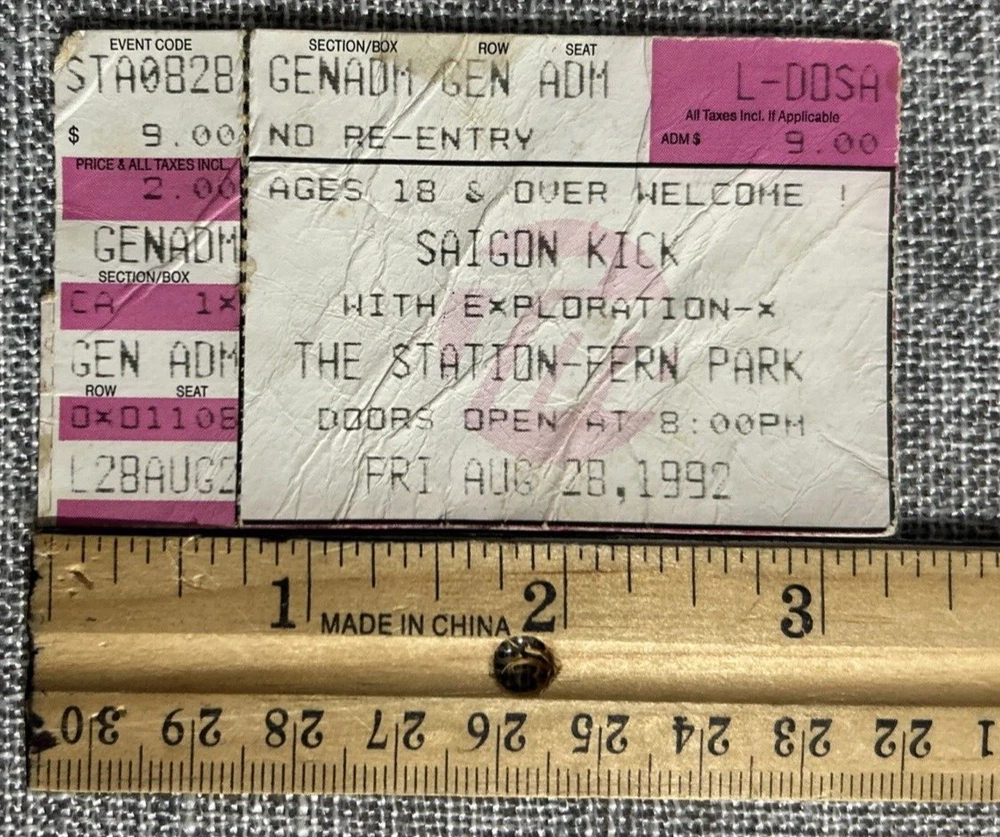 EVENT CODE
STA0828
$ 9.00
PRICE & ALL TAXES INCL.
2.00
GENADM
SECTION/BOX
CA 1X
GEN ADM
ROW SEAT
0X01108
L28AUG2
SECTION/BOX ROW SEAT
GENADM GEN ADM
L-DOSA
All Taxes Incl. If Applicable
NO RE-ENTRY
ADM $ 9.00
AGES 18 & OVER WELCOME !
SAIGON KICK
WITH EXPLORATION-X
THE STATION-FERN PARK
DOORS OPEN AT 8:00PM
FRI AUG 28,1992
1 2 3
MADE IN CHINA
30 29 28 27 26 25 24 23 22